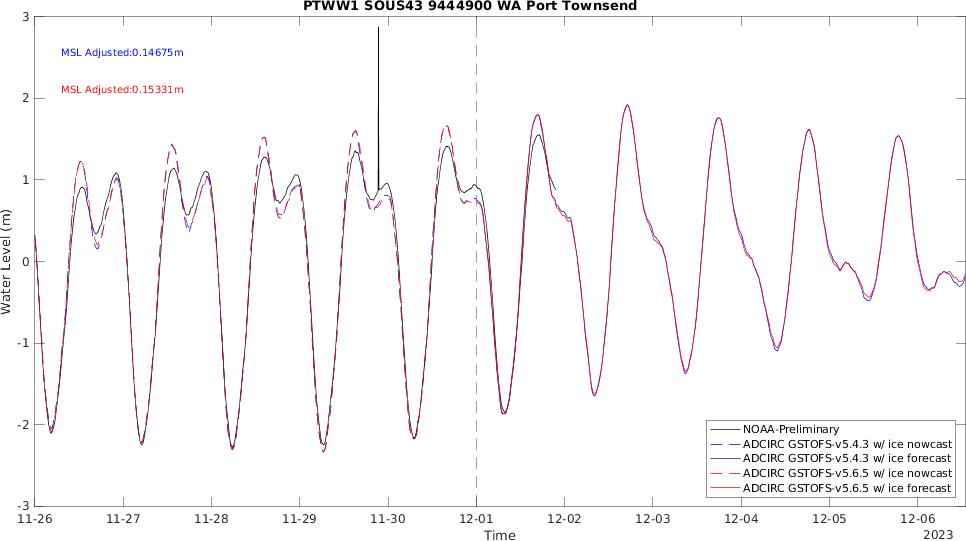 PTWW1 SOUS43 9444900 WA Port Townsend
3
MSL Adjusted:0.14675m
MSL Adjusted:0.15331m
2
1
0
-1
-2
-3
Water Level (m)
NOAA-Preliminary
ADCIRC GSTOFS-v5.4.3 w/ ice nowcast
ADCIRC GSTOFS-v5.4.3 w/ ice forecast
ADCIRC GSTOFS-v5.6.5 w/ ice nowcast
ADCIRC GSTOFS-v5.6.5 w/ ice forecast
11-26 11-27 11-28 11-29 11-30 12-01 12-02 12-03 12-04 12-05 12-06
Time
2023